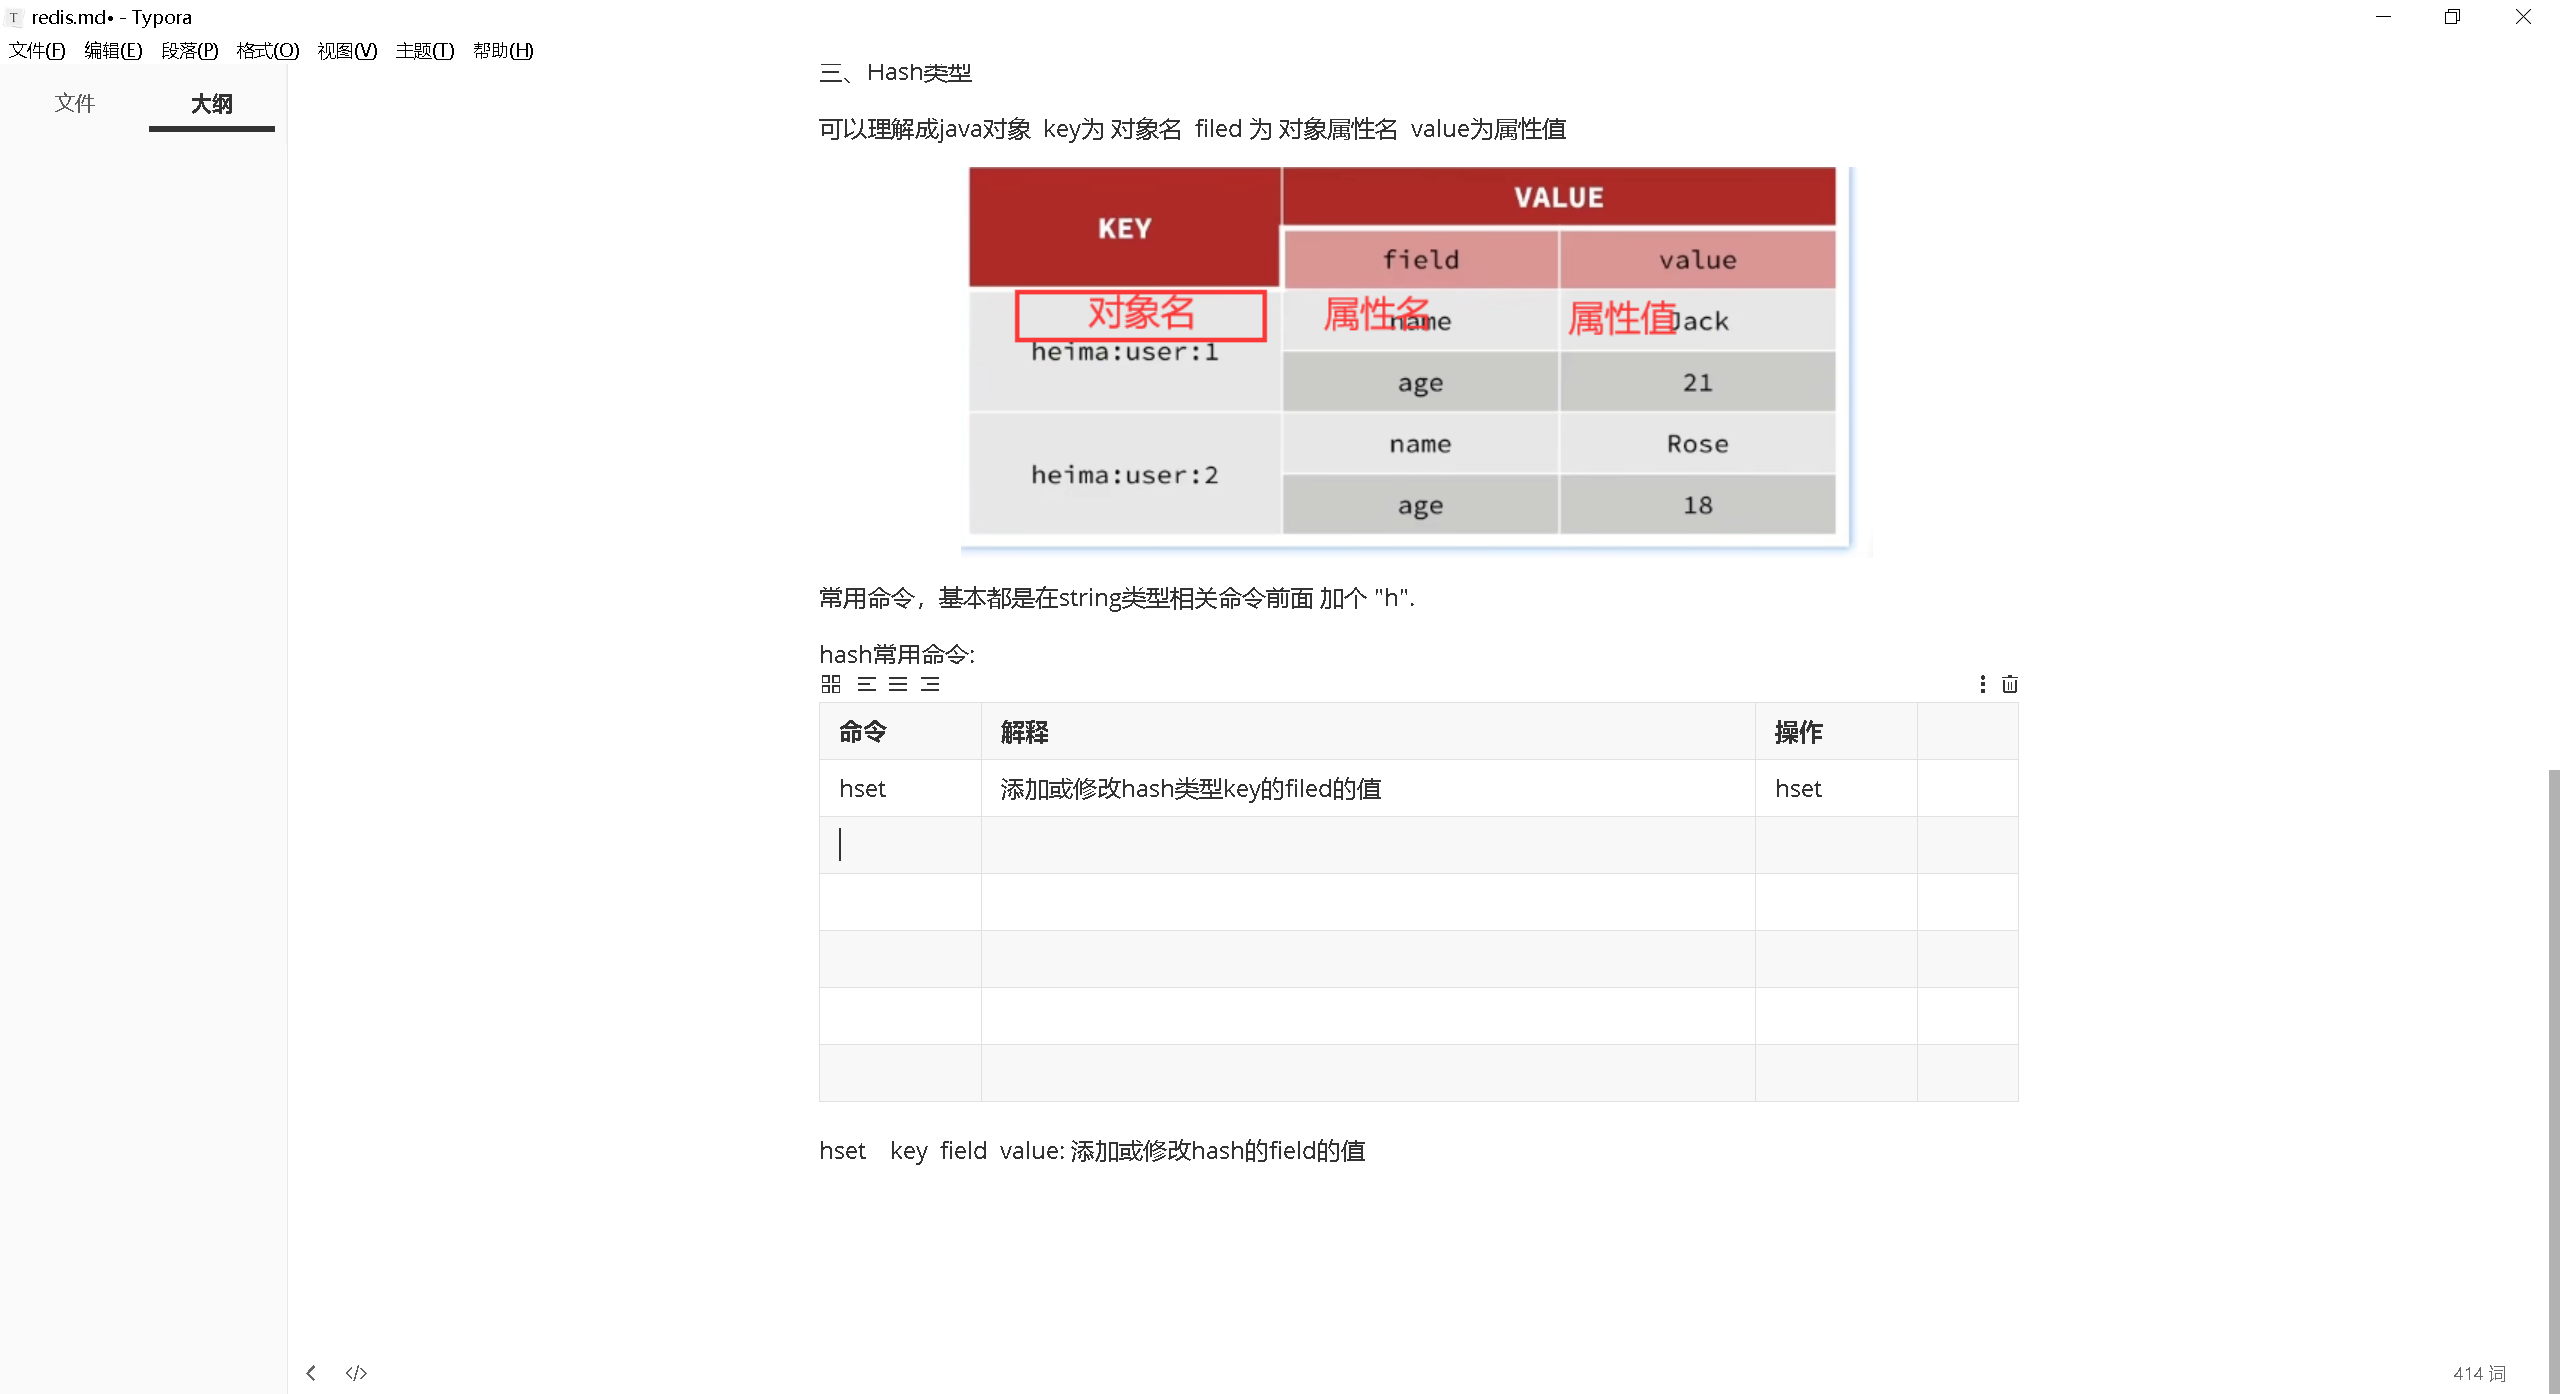 T redis.md• - Typora
文件(F) 编辑(E) 段落(P) 格式(O) 视图(V) 主题(T) 帮助(H)
文件 大纲
三、Hash类型
可以理解成java对象 key为 对象名 filed 为 对象属性名 value为属性值
KEY VALUE
field value
对象名 属性名 属性值
heima:user:1 name Jack
age 21
heima:user:2 name Rose
age 18
常用命令，基本都是在string类型相关命令前面 加个 "h".
hash常用命令:
命令 解释 操作
hset 添加或修改hash类型key的filed的值 hset
hset key field value: 添加或修改hash的field的值
414 词